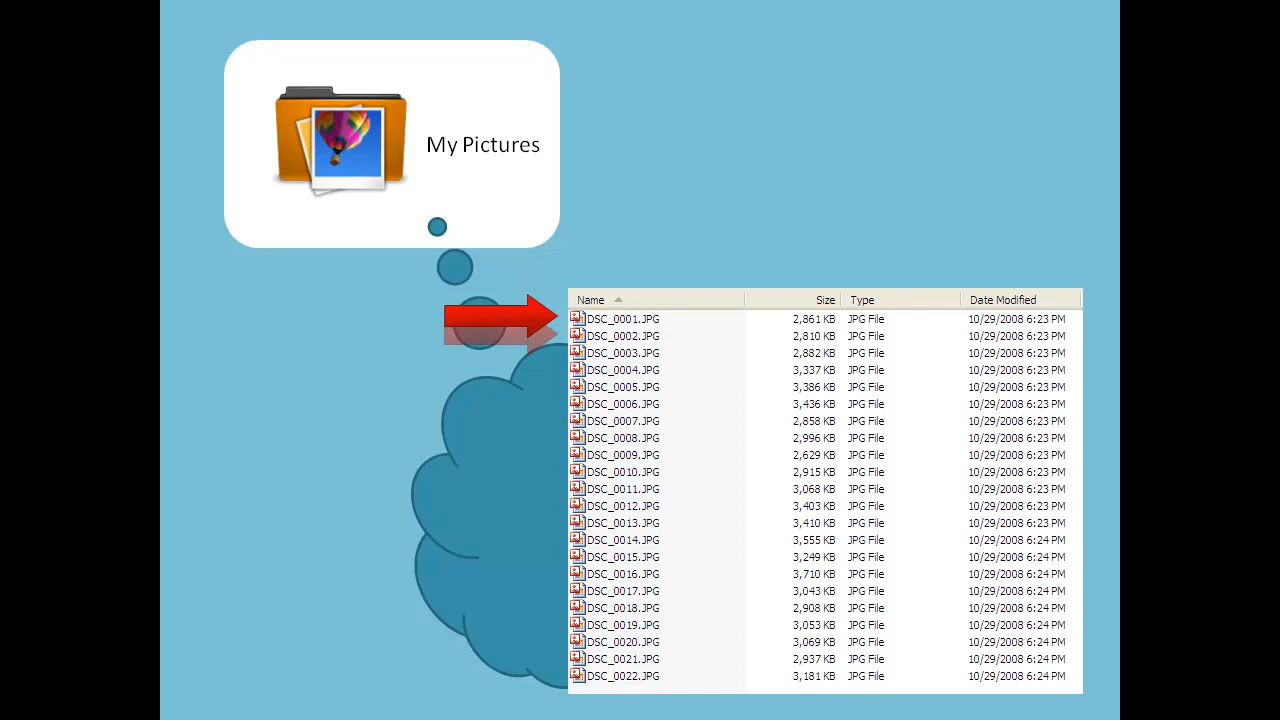 My Pictures
Name Size Type Date Modified
DSC_0001.JPG 2,861 KB JPG File 10/29/2008 6:23 PM
DSC_0002.JPG 2,810 KB JPG File 10/29/2008 6:23 PM
DSC_0003.JPG 2,882 KB JPG File 10/29/2008 6:23 PM
DSC_0004.JPG 3,337 KB JPG File 10/29/2008 6:23 PM
DSC_0005.JPG 3,386 KB JPG File 10/29/2008 6:23 PM
DSC_0006.JPG 3,436 KB JPG File 10/29/2008 6:23 PM
DSC_0007.JPG 2,858 KB JPG File 10/29/2008 6:23 PM
DSC_0008.JPG 2,996 KB JPG File 10/29/2008 6:23 PM
DSC_0009.JPG 2,629 KB JPG File 10/29/2008 6:23 PM
DSC_0010.JPG 2,915 KB JPG File 10/29/2008 6:23 PM
DSC_0011.JPG 3,068 KB JPG File 10/29/2008 6:23 PM
DSC_0012.JPG 3,403 KB JPG File 10/29/2008 6:23 PM
DSC_0013.JPG 3,410 KB JPG File 10/29/2008 6:23 PM
DSC_0014.JPG 3,555 KB JPG File 10/29/2008 6:24 PM
DSC_0015.JPG 3,249 KB JPG File 10/29/2008 6:24 PM
DSC_0016.JPG 3,710 KB JPG File 10/29/2008 6:24 PM
DSC_0017.JPG 3,043 KB JPG File 10/29/2008 6:24 PM
DSC_0018.JPG 2,908 KB JPG File 10/29/2008 6:24 PM
DSC_0019.JPG 3,053 KB JPG File 10/29/2008 6:24 PM
DSC_0020.JPG 3,069 KB JPG File 10/29/2008 6:24 PM
DSC_0021.JPG 2,937 KB JPG File 10/29/2008 6:24 PM
DSC_0022.JPG 3,181 KB JPG File 10/29/2008 6:24 PM